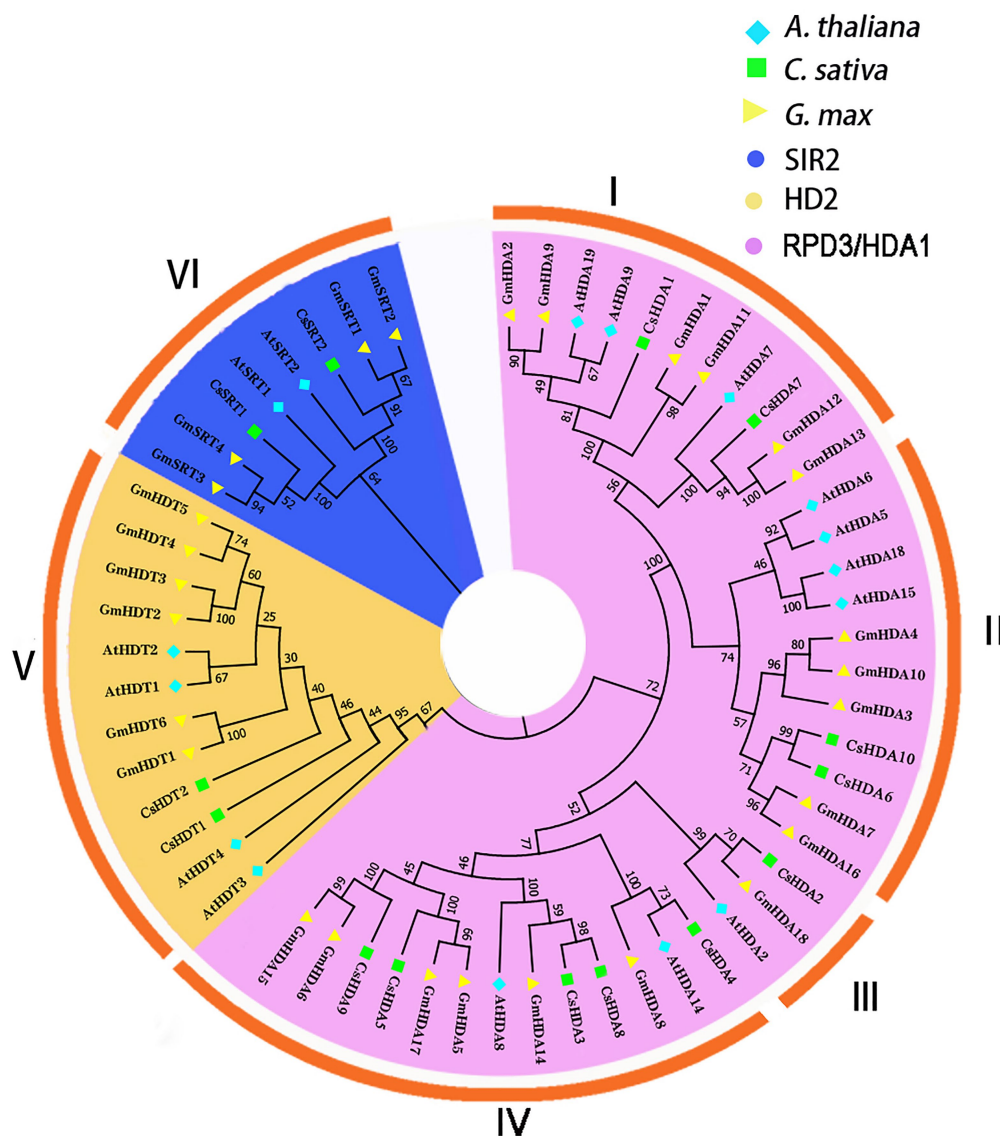 A. thaliana
C. sativa
G. max
SIR2
HD2
RPD3/HDA1
I
II
III
IV
V
VI
GmHDA2
GmHDA9
AtHDA19
AtHDA9
CsHDA1
GmHDA1
GmHDA11
AtHDA7
CsHDA7
GmHDA12
GmHDA13
AtHDA6
AtHDA5
AtHDA18
AtHDA15
GmHDA4
GmHDA10
GmHDA3
CsHDA10
CsHDA6
GmHDA7
GmHDA16
CsHDA2
GmHDA18
AtHDA2
CsHDA4
AtHDA14
GmHDA8
CsHDA8
CsHDA3
GmHDA14
AtHDA8
GmHDA5
GmHDA17
CsHDA5
CsHDA9
GmHDA6
GmHDA15
AtHDT3
AtHDT4
CsHDT1
CsHDT2
GmHDT1
GmHDT6
AtHDT1
AtHDT2
GmHDT2
GmHDT3
GmHDT4
GmHDT5
GmSRT3
GmSRT4
CsSRT1
AtSRT1
AtSRT2
CsSRT2
GmSRT1
GmSRT2
90
49
67
81
98
100
56
100
94
100
100
92
46
100
74
80
96
57
99
71
96
72
52
99
70
77
100
73
46
100
59
98
45
100
99
100
99
67
95
44
46
40
30
25
100
67
60
74
100
94
52
100
64
100
91
67